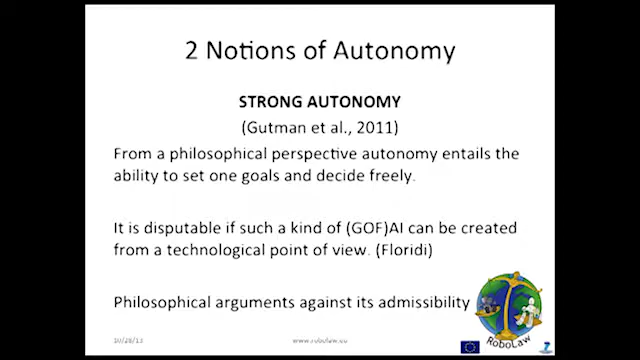 2 Notions of Autonomy
STRONG AUTONOMY
(Gutman et al., 2011)
From a philosophical perspective autonomy entails the
ability to set one goals and decide freely.
It is disputable if such a kind of (GOF)AI can be created
from a technological point of view. (Floridi)
Philosophical arguments against its admissibility
10/28/13
www.robolaw.eu
RoboLaw